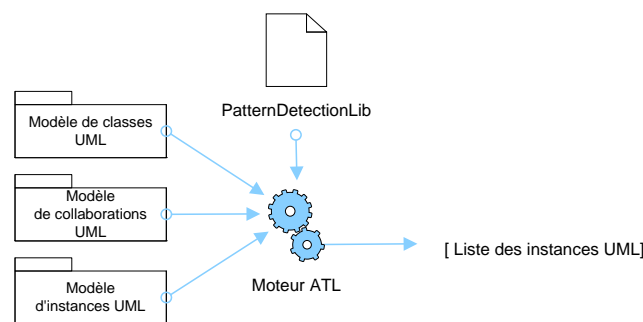 PatternDetectionLib
Modèle de classes
UML
Modèle
de collaborations
UML
Modèle
d'instances UML
Moteur ATL
[ Liste des instances UML]